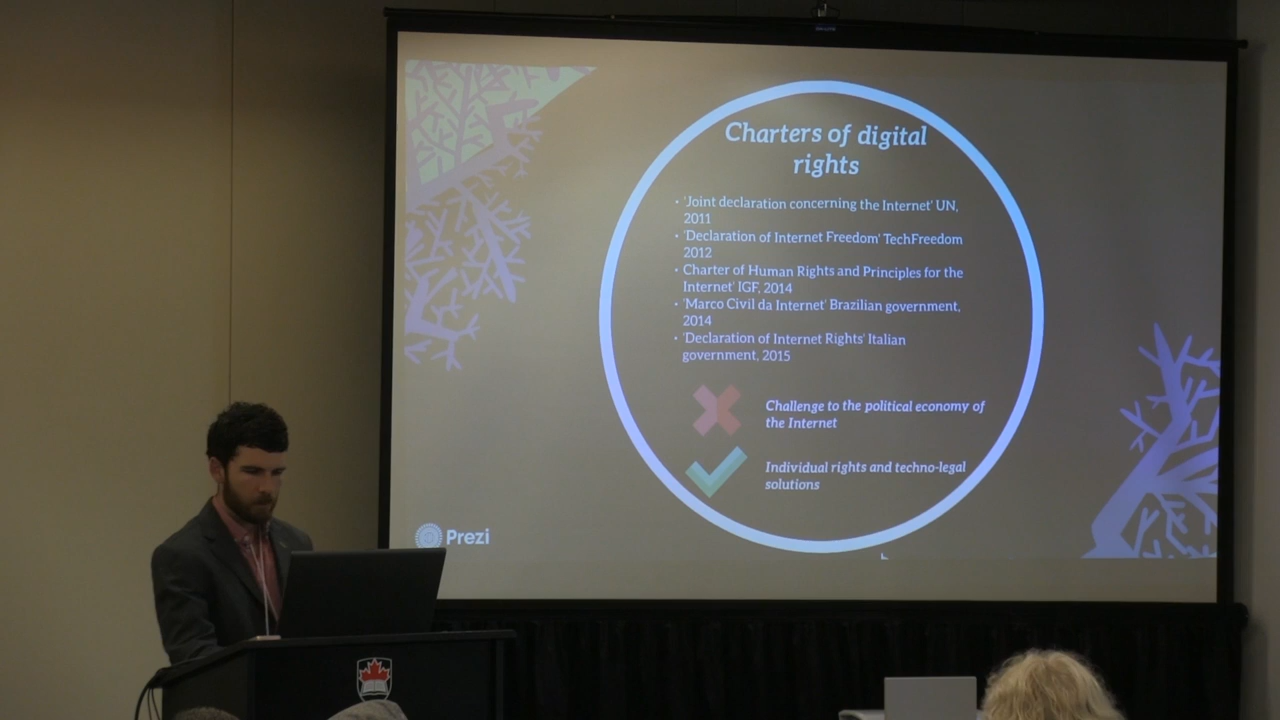 Charters of digital
rights
· 'Joint declaration concerning the Internet' UN,
2011
· 'Declaration of Internet Freedom' TechFreedom
2012
· Charter of Human Rights and Principles for the
Internet' IGF, 2014
· 'Marco Civil da Internet' Brazilian government,
2014
· 'Declaration of Internet Rights' Italian
government, 2015
Challenge to the political economy of
the Internet
Individual rights and techno-legal
solutions
Prezi